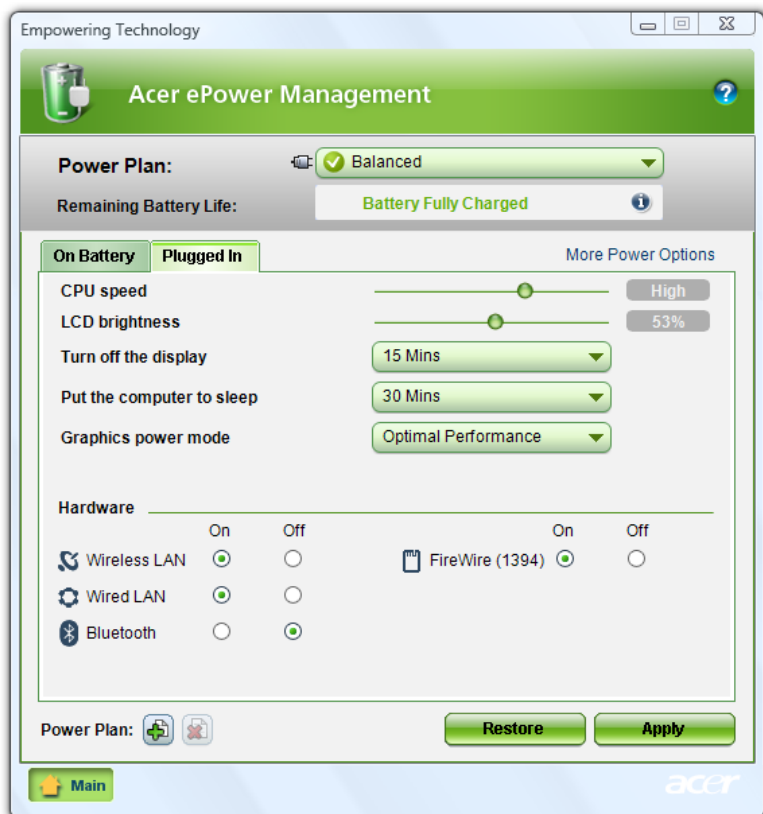 Empowering Technology
Acer ePower Management
Power Plan: Balanced
Remaining Battery Life: Battery Fully Charged
On Battery Plugged In More Power Options
CPU speed High
LCD brightness 53%
Turn off the display 15 Mins
Put the computer to sleep 30 Mins
Graphics power mode Optimal Performance
Hardware
On Off On Off
Wireless LAN FireWire (1394)
Wired LAN
Bluetooth
Power Plan: Restore Apply
Main acer